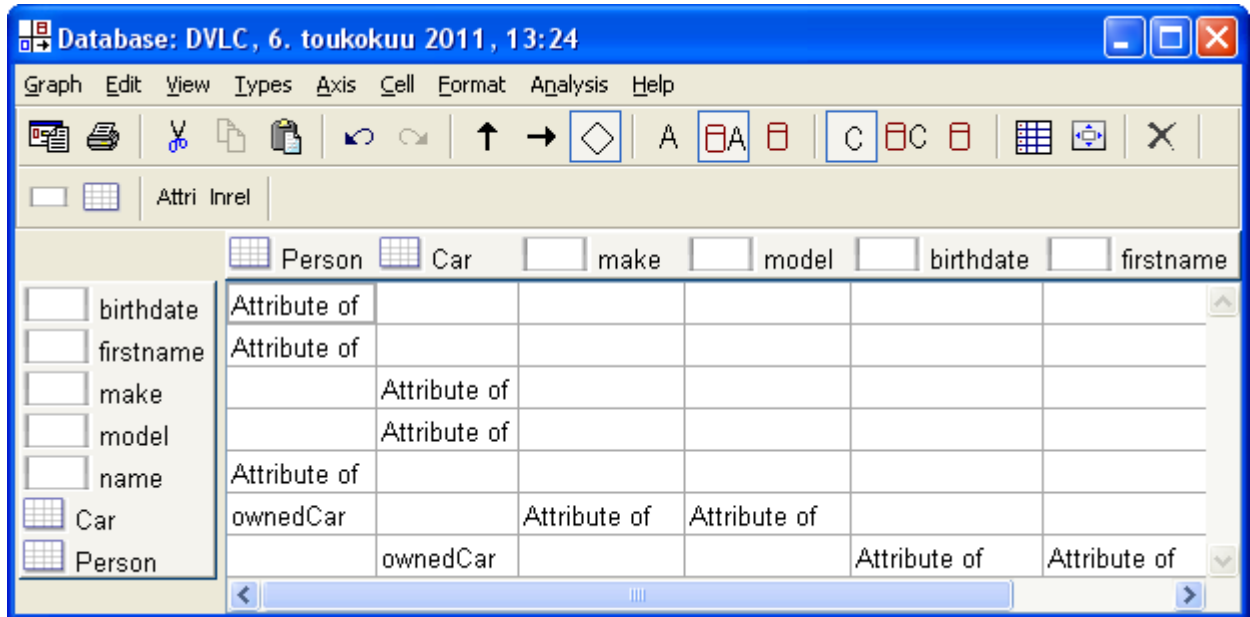 Database: DVLC, 6. toukokuu 2011, 13:24
Graph Edit View Types Axis Cell Format Analysis Help
A A C C
Attri Inrel
Person Car make model birthdate firstname
birthdate Attribute of
firstname Attribute of
make Attribute of
model Attribute of
name Attribute of
Car ownedCar Attribute of Attribute of
Person ownedCar Attribute of Attribute of